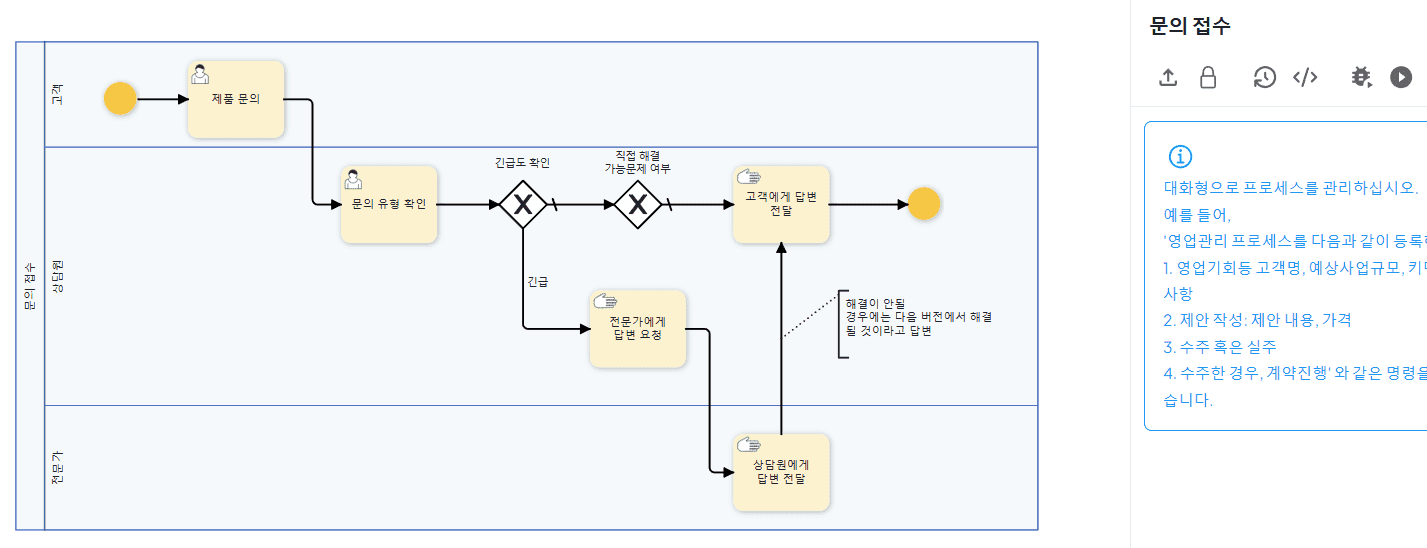 문의 접수
고객
상담원
전문가
제품 문의
문의 유형 확인
긴급도 확인
직접 해결
가능문제 여부
고객에게 답변
전달
긴급
전문가에게
답변 요청
해결이 안될
경우에는 다음 버전에서 해결
될 것이라고 답변
상담원에게
답변 전달
문의 접수
대화형으로 프로세스를 관리하십시오.
예를 들어,
'영업관리 프로세스를 다음과 같이
1. 영업기회등 고객명, 예상사업규모,
사항
2. 제안 작성: 제안 내용, 가격
3. 수주 혹은 실주
4. 수주한 경우, 계약진행' 와 같은 명령을
습니다.